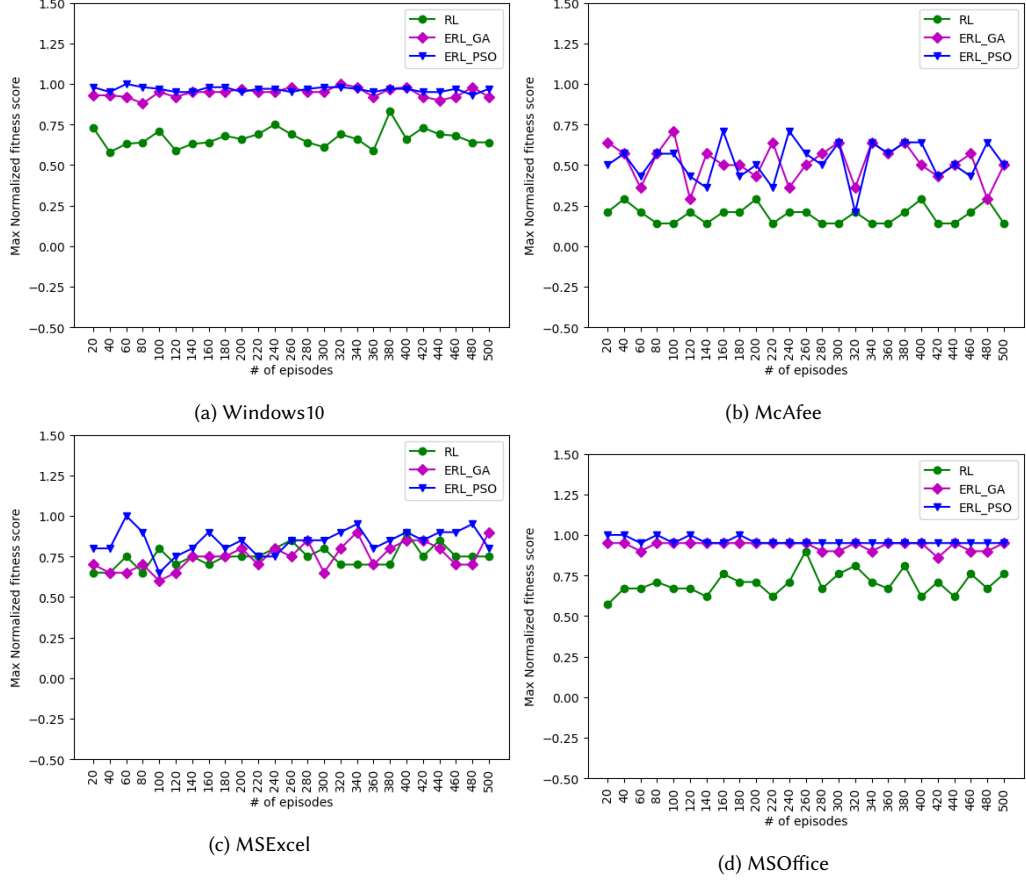 1.50
1.25
1.00
0.75
0.50
0.25
0.00
−0.25
−0.50
Max Normalized fitness score
RL
ERL_GA
ERL_PSO
20 40 60 80 100 120 140 160 180 200 220 240 260 280 300 320 340 360 380 400 420 440 460 480 500
# of episodes
(a) Windows10
1.50
1.25
1.00
0.75
0.50
0.25
0.00
−0.25
−0.50
Max Normalized fitness score
RL
ERL_GA
ERL_PSO
20 40 60 80 100 120 140 160 180 200 220 240 260 280 300 320 340 360 380 400 420 440 460 480 500
# of episodes
(b) McAfee
1.50
1.25
1.00
0.75
0.50
0.25
0.00
−0.25
−0.50
Max Normalized fitness score
RL
ERL_GA
ERL_PSO
20 40 60 80 100 120 140 160 180 200 220 240 260 280 300 320 340 360 380 400 420 440 460 480 500
# of episodes
(c) MSExcel
1.50
1.25
1.00
0.75
0.50
0.25
0.00
−0.25
−0.50
Max Normalized fitness score
RL
ERL_GA
ERL_PSO
20 40 60 80 100 120 140 160 180 200 220 240 260 280 300 320 340 360 380 400 420 440 460 480 500
# of episodes
(d) MSOffice